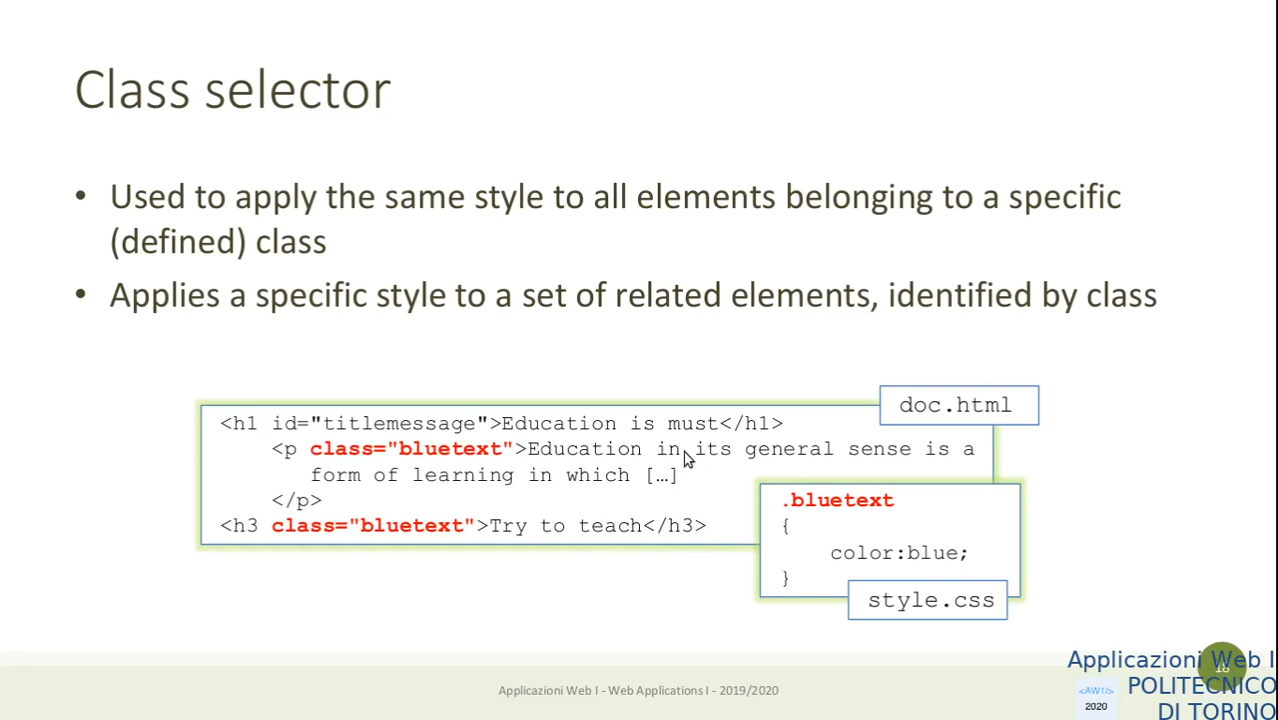 Class selector
• Used to apply the same style to all elements belonging to a specific
(defined) class
• Applies a specific style to a set of related elements, identified by class
doc.html
<h1 id="titlemessage">Education is must</h1>
<p class="bluetext">Education in its general sense is a
form of learning in which […]
</p>
<h3 class="bluetext">Try to teach</h3>
.bluetext
{
color:blue;
}
style.css
Applicazioni Web I - Web Applications I - 2019/2020
Applicazioni Web I
POLITECNICO
DI TORINO
<AW1/>
2020